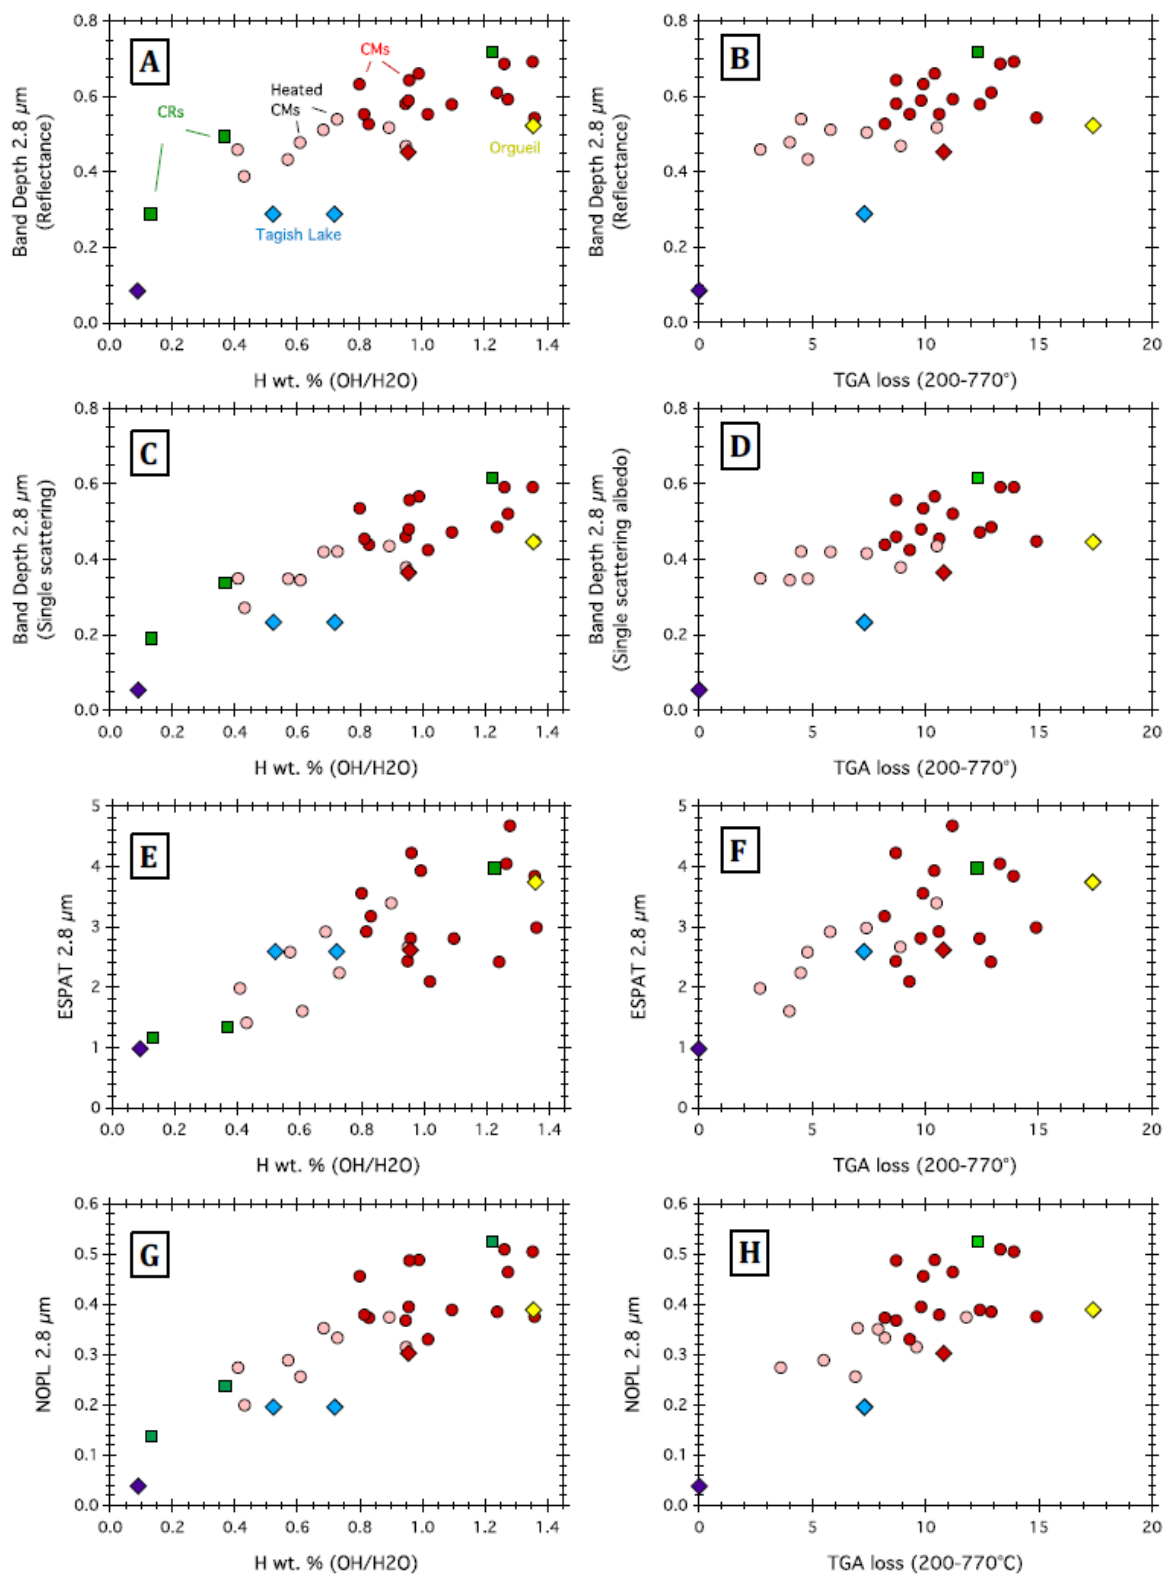 A
CMs
Heated
CMs
CRs
Orgueil
Tagish Lake
Band Depth 2.8 µm
(Reflectance)
0.8
0.6
0.4
0.2
0.0
0.0 0.2 0.4 0.6 0.8 1.0 1.2 1.4
H wt. % (OH/H2O)
B
Band Depth 2.8 µm
(Reflectance)
0.8
0.6
0.4
0.2
0.0
0 5 10 15 20
TGA loss (200-770°)
C
Band Depth 2.8 µm
(Single scattering)
0.8
0.6
0.4
0.2
0.0
0.0 0.2 0.4 0.6 0.8 1.0 1.2 1.4
H wt. % (OH/H2O)
D
Band Depth 2.8 µm
(Single scattering albedo)
0.8
0.6
0.4
0.2
0.0
0 5 10 15 20
TGA loss (200-770°)
E
ESPAT 2.8 µm
5
4
3
2
1
0
0.0 0.2 0.4 0.6 0.8 1.0 1.2 1.4
H wt. % (OH/H2O)
F
ESPAT 2.8 µm
5
4
3
2
1
0
0 5 10 15 20
TGA loss (200-770°)
G
NOPL 2.8 µm
0.6
0.5
0.4
0.3
0.2
0.1
0.0
0.0 0.2 0.4 0.6 0.8 1.0 1.2 1.4
H wt. % (OH/H2O)
H
NOPL 2.8 µm
0.6
0.5
0.4
0.3
0.2
0.1
0.0
0 5 10 15 20
TGA loss (200-770°C)